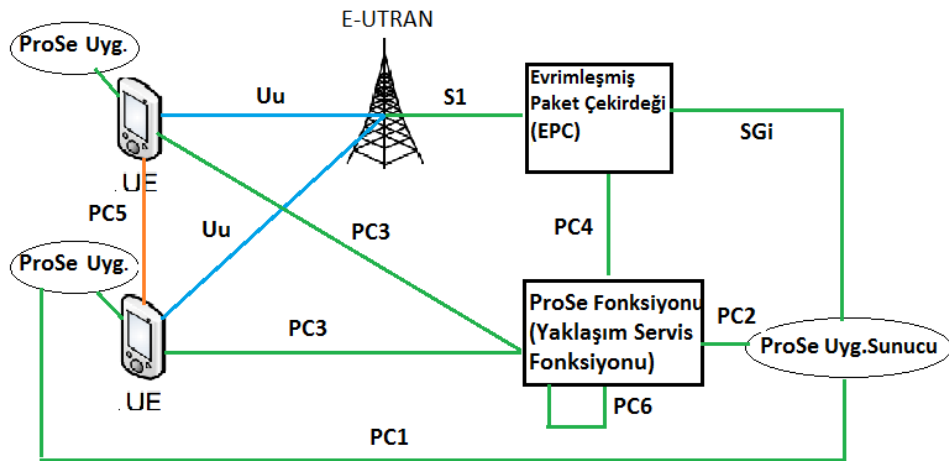 E-UTRAN
ProSe Uyg.
Uu
S1
Evrimleşmiş
Paket Çekirdeği
(EPC)
SGi
.UE
PC5
Uu
PC3
PC4
ProSe Uyg.
ProSe Fonksiyonu
(Yaklaşım Servis
Fonksiyonu)
PC3
PC2
ProSe Uyg.Sunucu
.UE
PC6
PC1